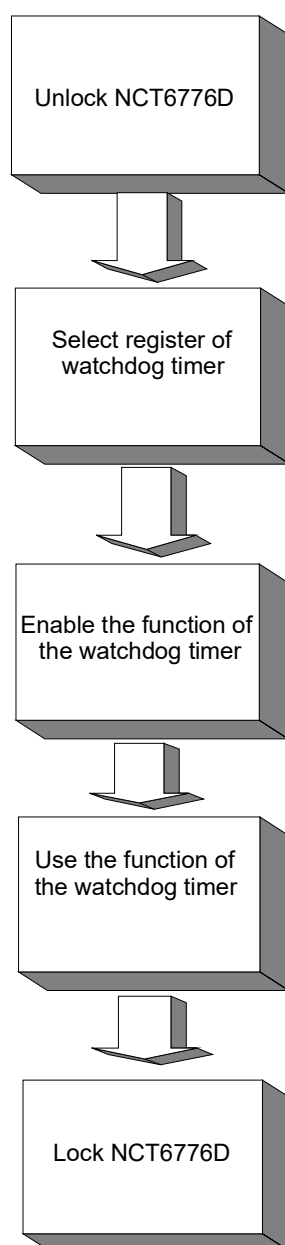 Unlock NCT6776D
Select register of
watchdog timer
Enable the function of
the watchdog timer
Use the function of
the watchdog timer
Lock NCT6776D